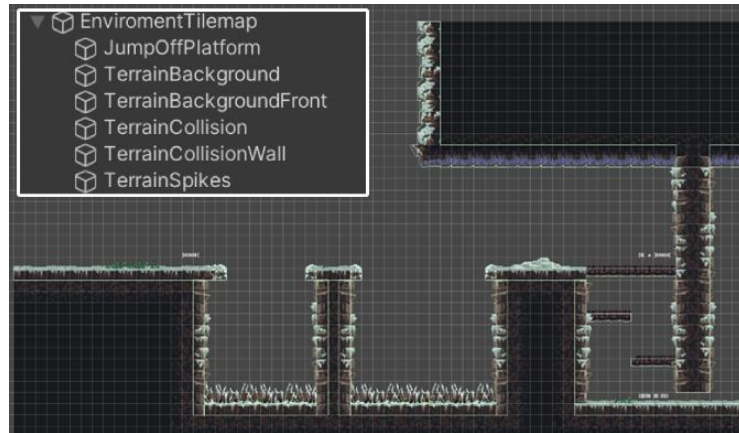 EnviromentTilemap
JumpOffPlatform
TerrainBackground
TerrainBackgroundFront
TerrainCollision
TerrainCollisionWall
TerrainSpikes